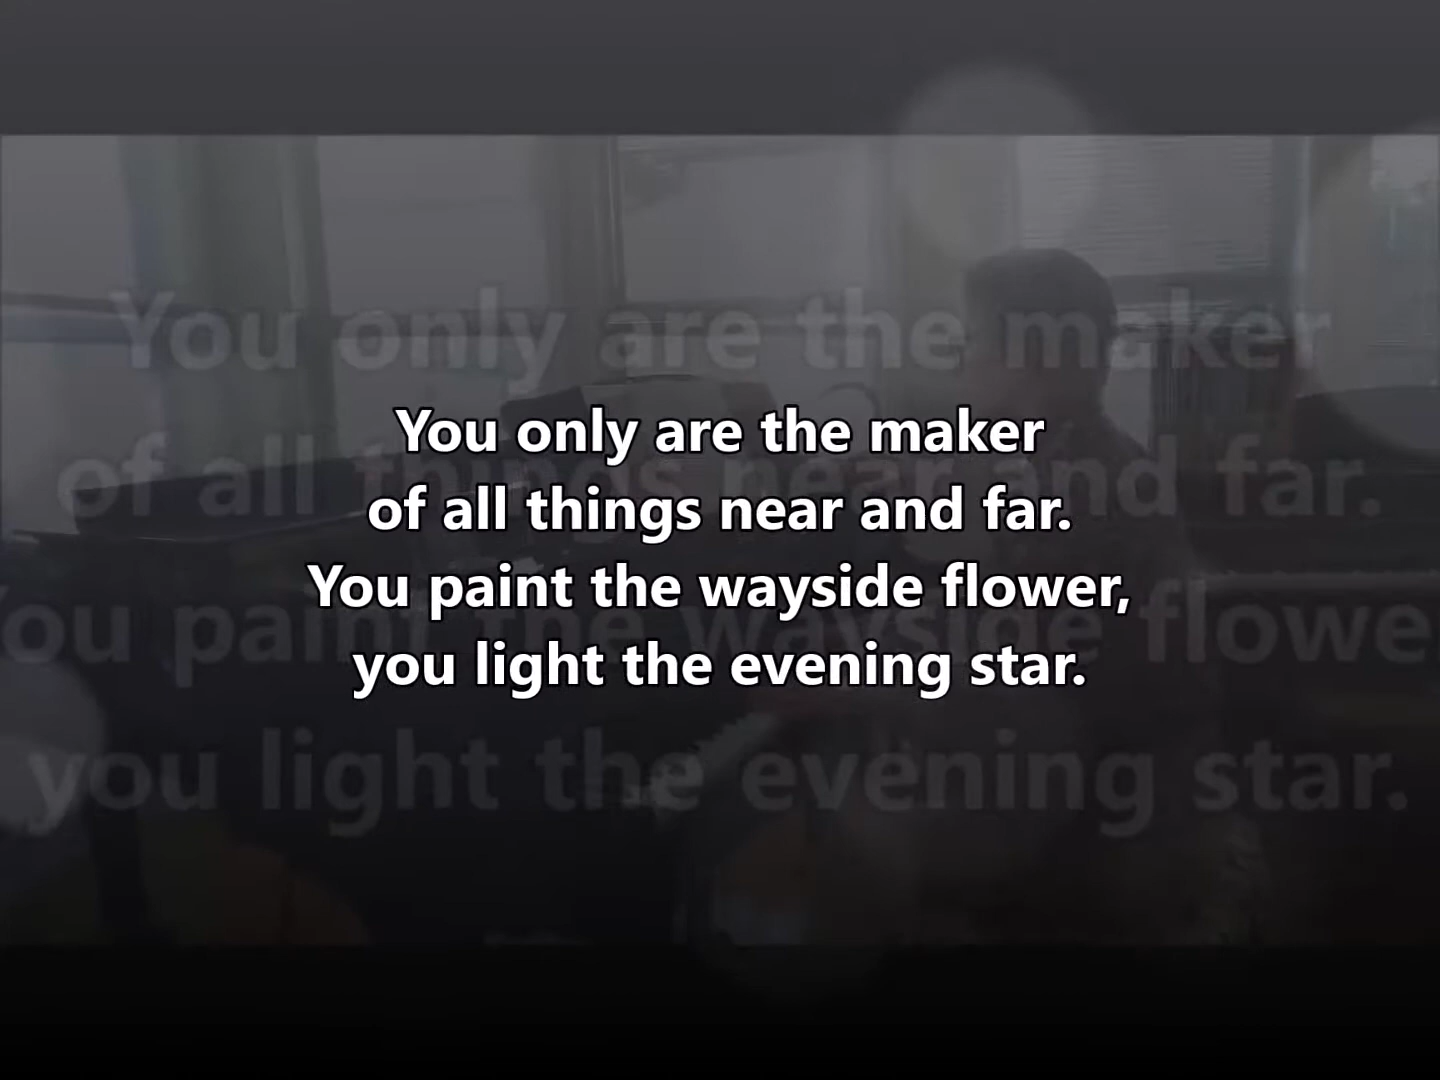 You only are the maker
of all things near and far.
You paint the wayside flower,
you light the evening star.